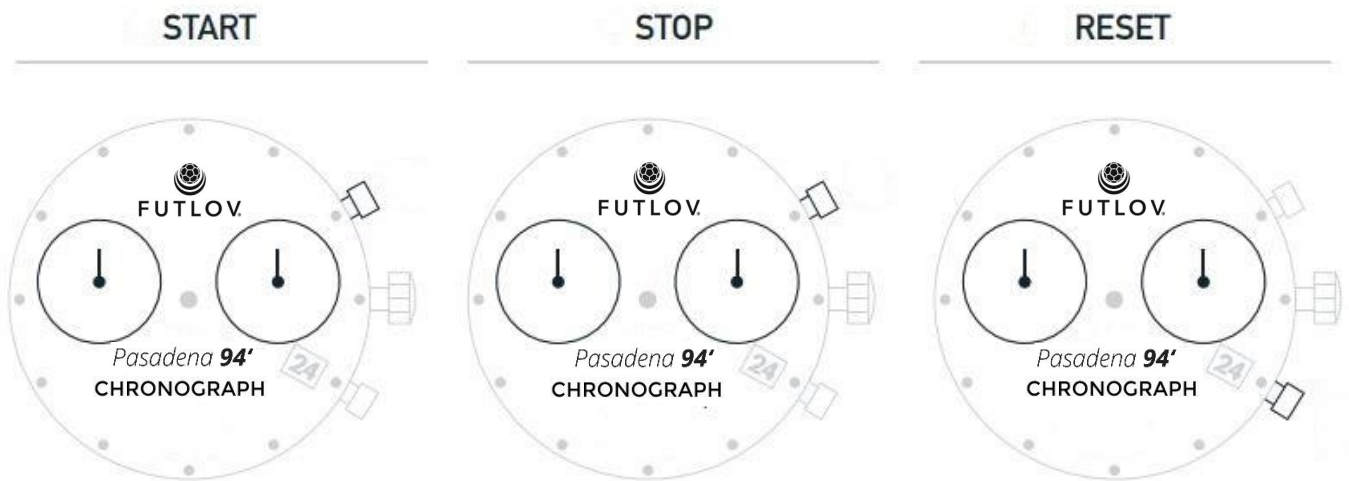 START
FUTLOV.
24
Pasadena 94'
CHRONOGRAPH
STOP
FUTLOV.
24
Pasadena 94'
CHRONOGRAPH
RESET
FUTLOV.
24
Pasadena 94'
CHRONOGRAPH